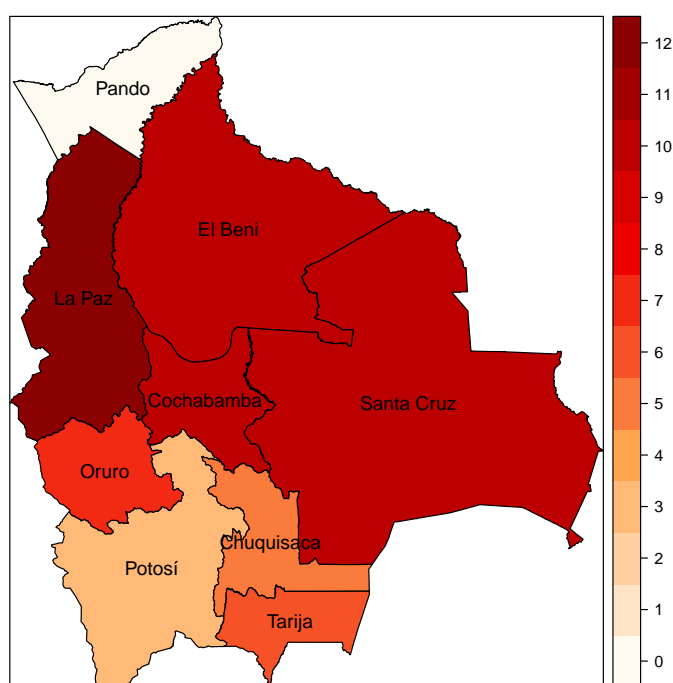 Pando
El Beni
La Paz
Cochabamba
Santa Cruz
Oruro
Chuquisaca
Potosí
Tarija
12
11
10
9
8
7
6
5
4
3
2
1
0